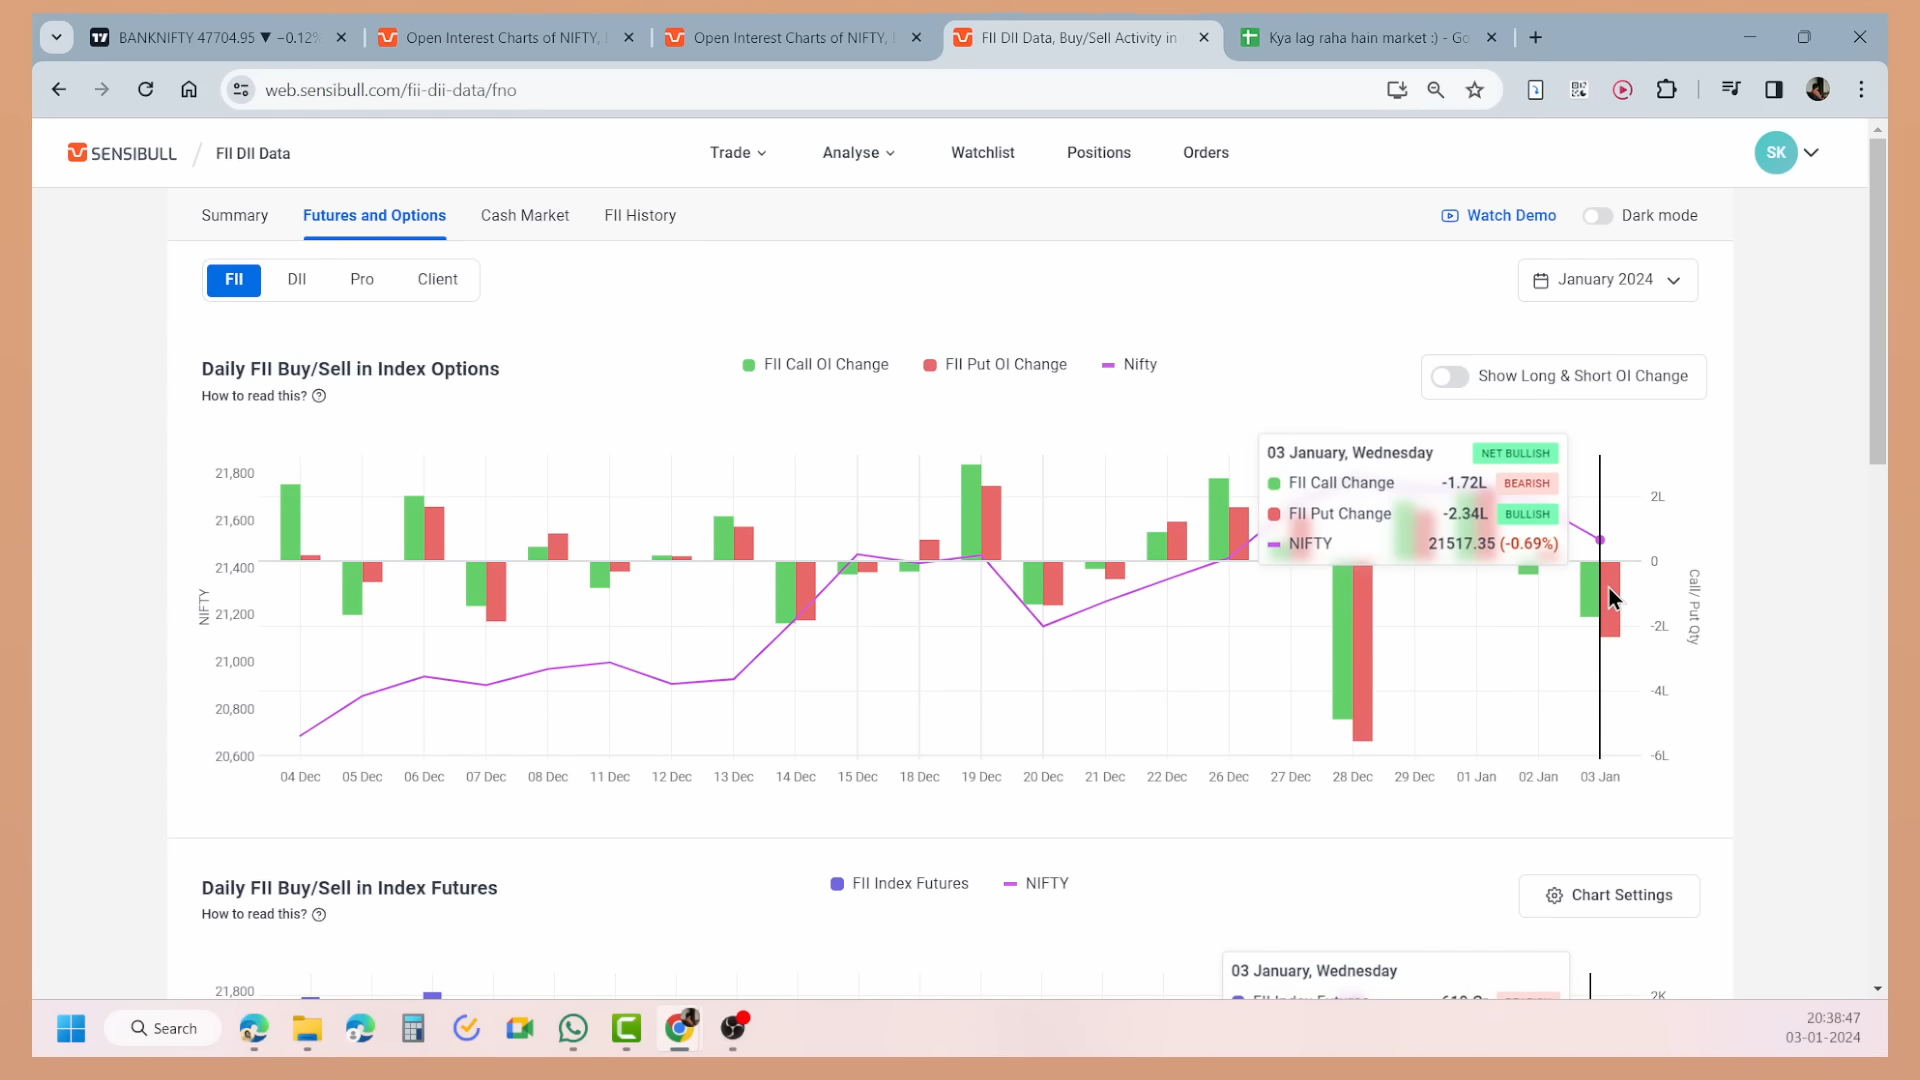 BANKNIFTY 47704.95 ▼ −0.12%
Open Interest Charts of NIFTY,
Open Interest Charts of NIFTY,
FII DII Data, Buy/Sell Activity in
Kya lag raha hain market :) - Go
web.sensibull.com/fii-dii-data/fno
SENSIBULL / FII DII Data
Trade
Analyse
Watchlist
Positions
Orders
SK
Summary
Futures and Options
Cash Market
FII History
Watch Demo
Dark mode
FII
DII
Pro
Client
January 2024
Daily FII Buy/Sell in Index Options
How to read this?
FII Call OI Change
FII Put OI Change
Nifty
Show Long & Short OI Change
03 January, Wednesday NET BULLISH
FII Call Change -1.72L BEARISH
FII Put Change -2.34L BULLISH
NIFTY 21517.35 (-0.69%)
21,800
21,600
21,400
21,200
21,000
20,800
20,600
NIFTY
2L
0
-2L
-4L
-6L
Call/ Put Qty
04 Dec 05 Dec 06 Dec 07 Dec 08 Dec 11 Dec 12 Dec 13 Dec 14 Dec 15 Dec 18 Dec 19 Dec 20 Dec 21 Dec 22 Dec 26 Dec 27 Dec 28 Dec 29 Dec 01 Jan 02 Jan 03 Jan
Daily FII Buy/Sell in Index Futures
How to read this?
FII Index Futures
NIFTY
Chart Settings
03 January, Wednesday
21,800
2K
Search
20:38:47
03-01-2024